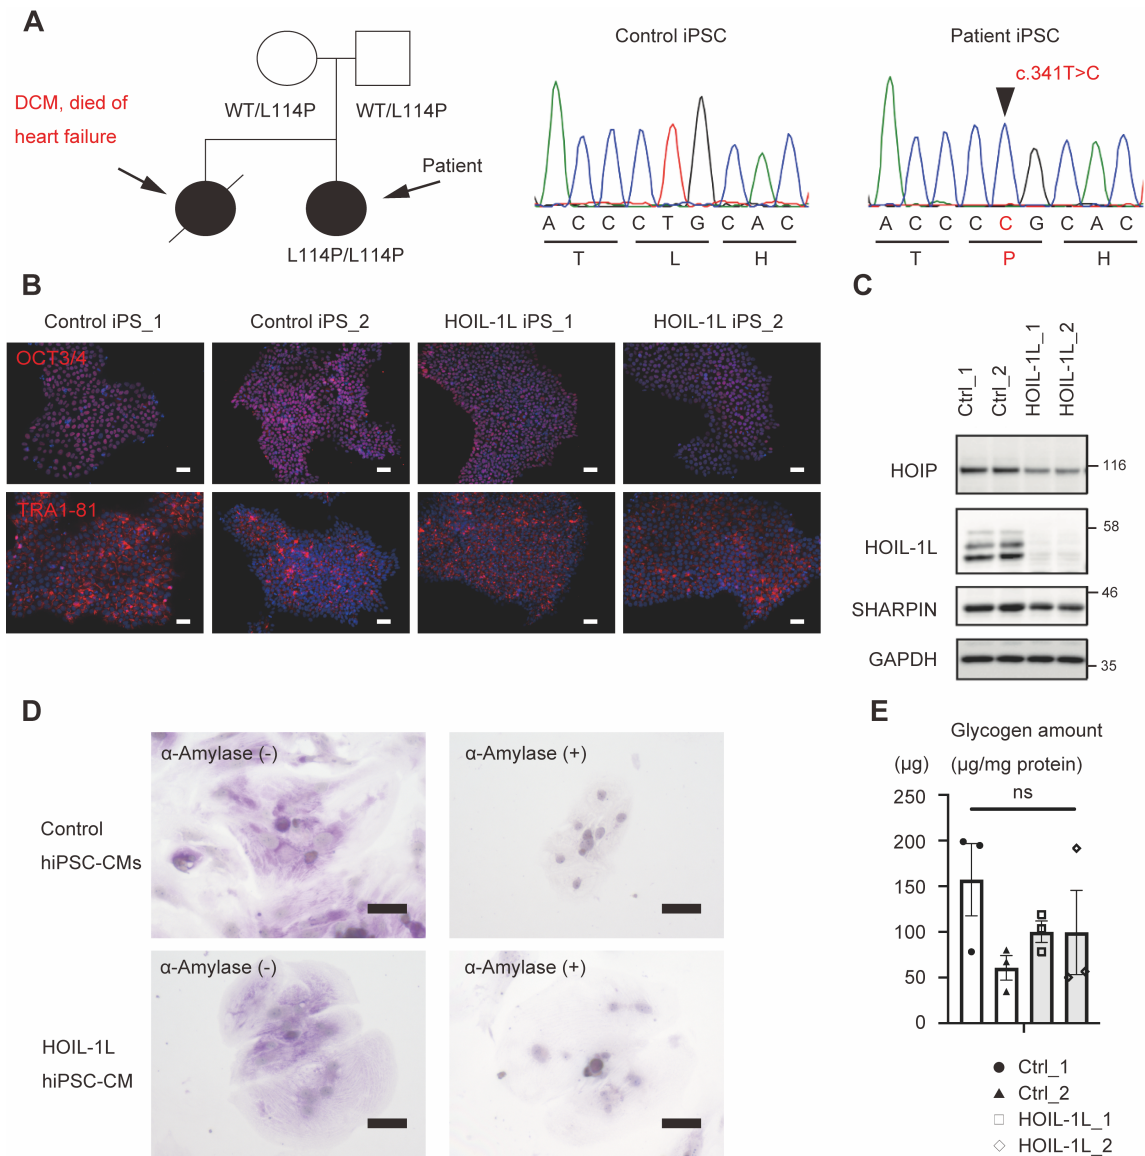 A
DCM, died of
heart failure
WT/L114P
WT/L114P
Patient
L114P/L114P
Control iPSC
A C C C T G C A C
T L H
Patient iPSC
c.341T>C
A C C C C G C A C
T P H
B
Control iPS_1
Control iPS_2
HOIL-1L iPS_1
HOIL-1L iPS_2
OCT3/4
TRA1-81
C
Ctrl_1
Ctrl_2
HOIL-1L_1
HOIL-1L_2
HOIP
116
HOIL-1L
58
SHARPIN
46
GAPDH
35
D
α-Amylase (-)
α-Amylase (+)
Control
hiPSC-CMs
α-Amylase (-)
α-Amylase (+)
HOIL-1L
hiPSC-CM
E
Glycogen amount
(μg) (μg/mg protein)
ns
250
200
150
100
50
0
Ctrl_1
Ctrl_2
HOIL-1L_1
HOIL-1L_2